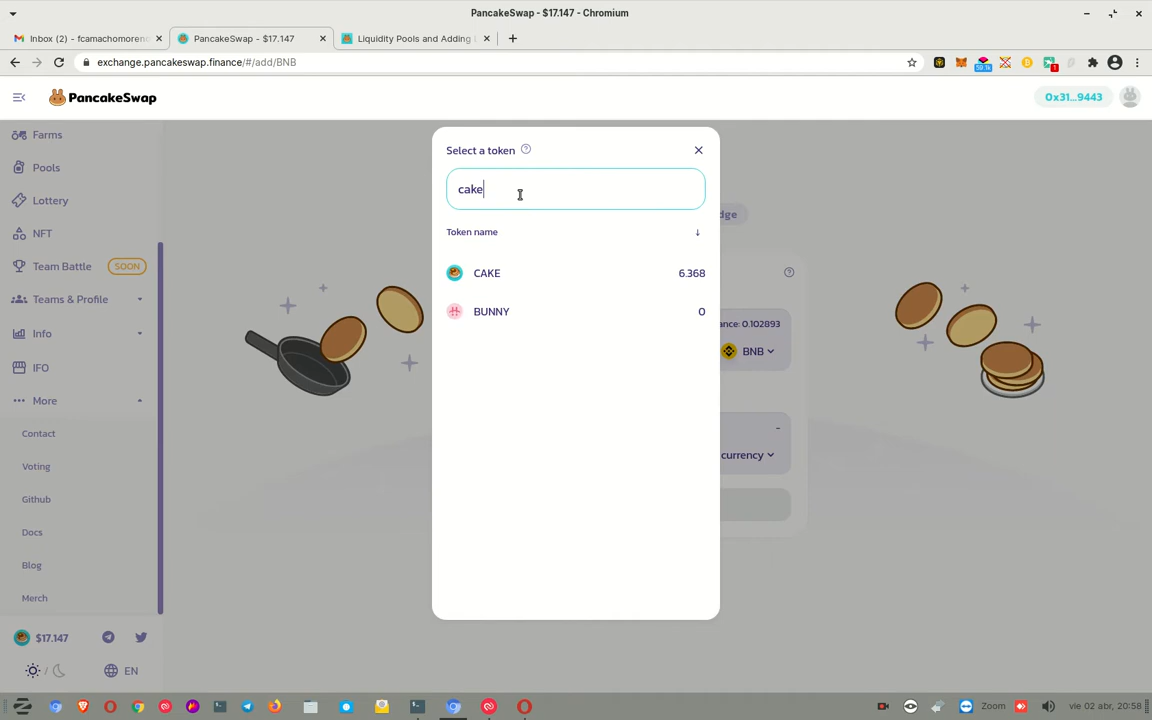 PancakeSwap - $17.147 - Chromium
Inbox (2) - fcamachomoreno
PancakeSwap - $17.147
Liquidity Pools and Adding
exchange.pancakeswap.finance/#/add/BNB
PancakeSwap
0x31...9443
Farms
Pools
Lottery
NFT
Team Battle SOON
Teams & Profile
Info
IFO
More
Contact
Voting
Github
Docs
Blog
Merch
$17.147
EN
Select a token
cake
Token name
CAKE 6.368
BUNNY 0
dge
ance: 0.102893
BNB
-
currency
Zoom
vie 02 abr, 20:58